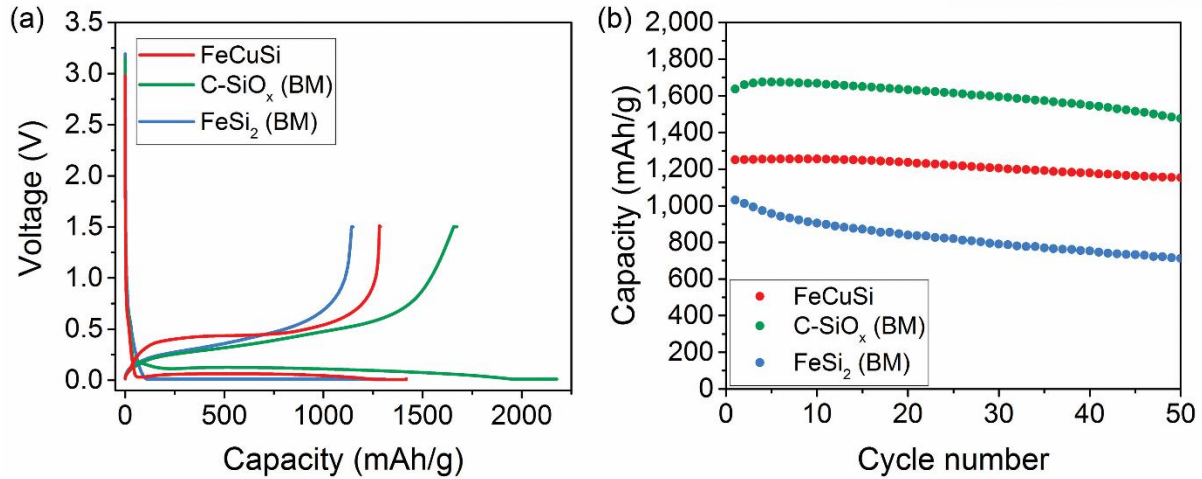 (a)
3.5
3.0
2.5
2.0
1.5
1.0
0.5
0.0
Voltage (V)
FeCuSi
C-SiOₓ (BM)
FeSi₂ (BM)
0 500 1000 1500 2000
Capacity (mAh/g)
(b)
2,000
1,800
1,600
1,400
1,200
1,000
800
600
400
200
0
Capacity (mAh/g)
FeCuSi
C-SiOₓ (BM)
FeSi₂ (BM)
0 10 20 30 40 50
Cycle number